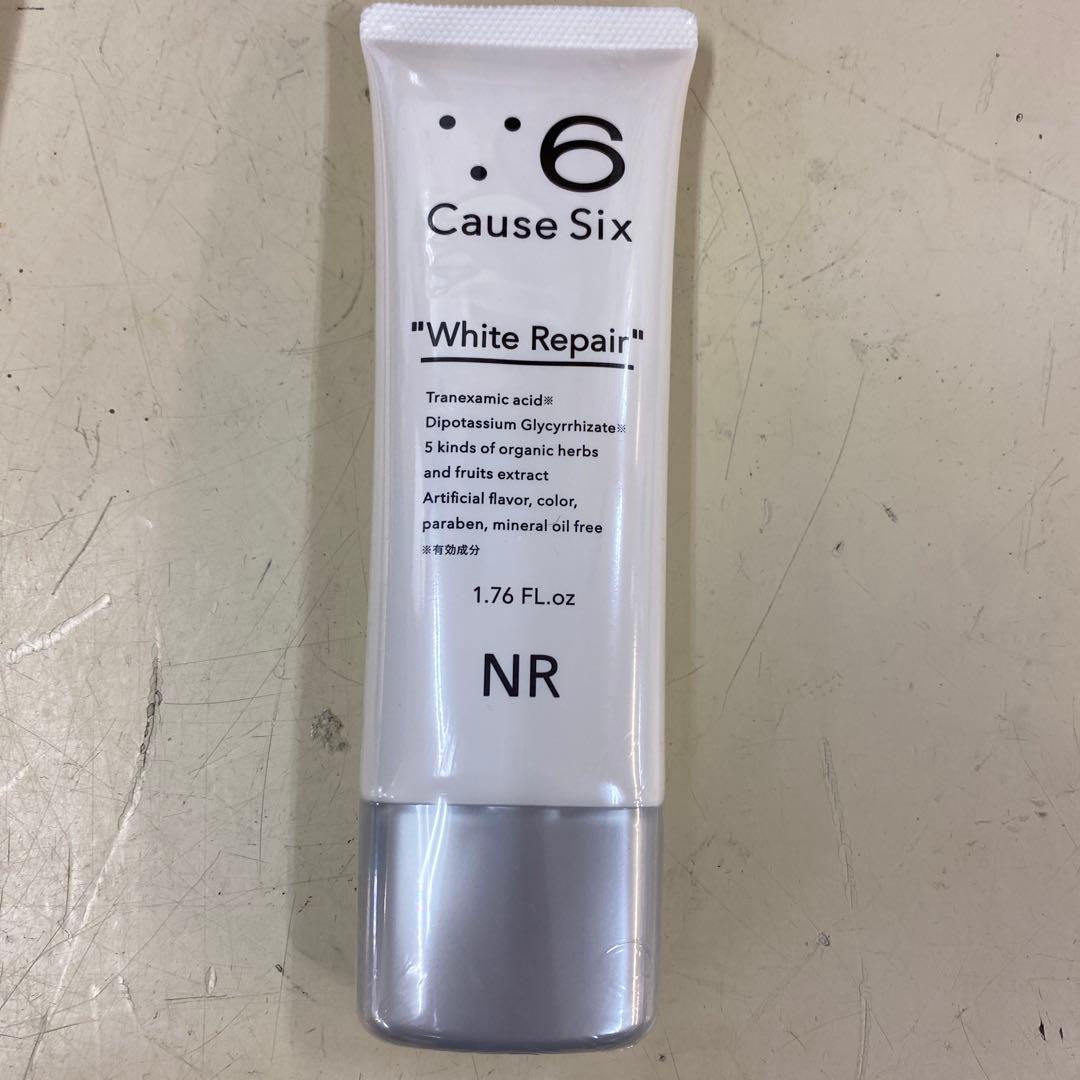 6
Cause Six
"White Repair"
Tranexamic acid※
Dipotassium Glycyrrhizate※
5 kinds of organic herbs
and fruits extract
Artificial flavor, color,
paraben, mineral oil free
※有効成分
1.76 FL.oz
NR